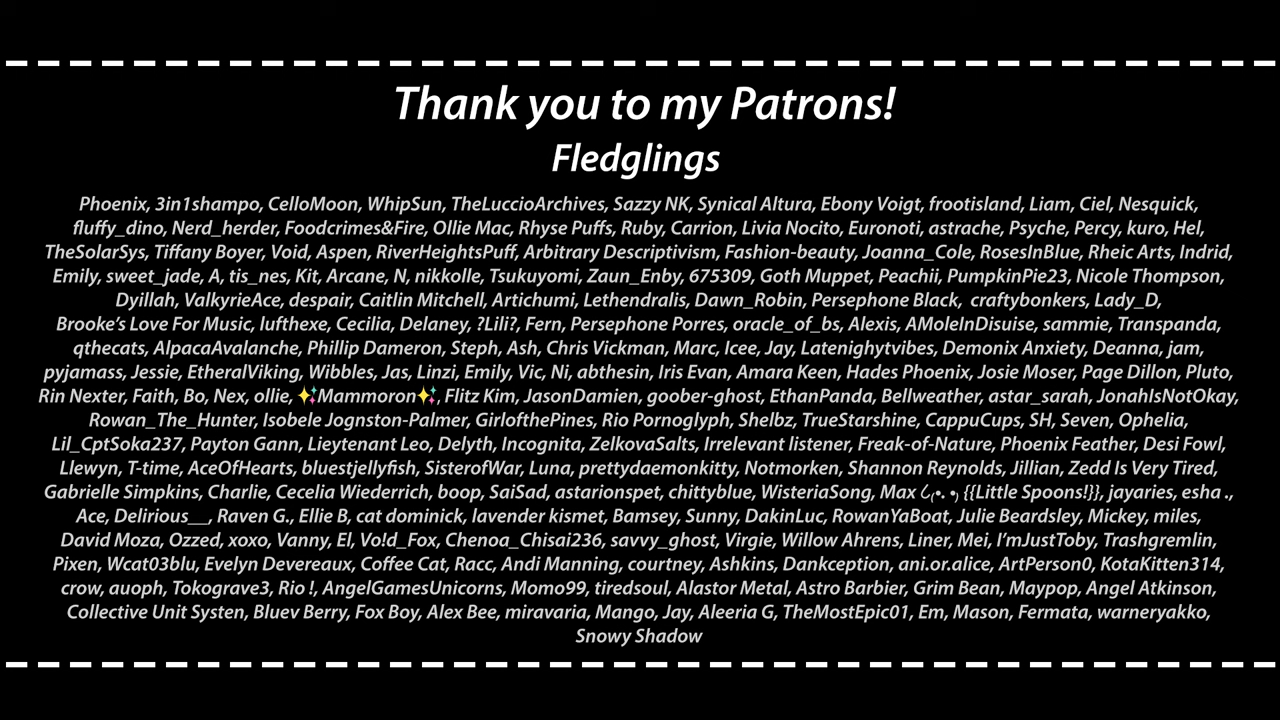 Thank you to my Patrons!
Fledglings
Phoenix, 3in1shampo, CelloMoon, WhipSun, TheLuccioArchives, Sazzy NK, Synical Altura, Ebony Voigt, frootisland, Liam, Ciel, Nesquick,
fluffy_dino, Nerd_herder, Foodcrimes&Fire, Ollie Mac, Rhyse Puffs, Ruby, Carrion, Livia Nocito, Euronoti, astrache, Psyche, Percy, kuro, Hel,
TheSolarSys, Tiffany Boyer, Void, Aspen, RiverHeightsPuff, Arbitrary Descriptivism, Fashion-beauty, Joanna_Cole, RosesInBlue, Rheic Arts, Indrid,
Emily, sweet_jade, A, tis_nes, Kit, Arcane, N, nikkolle, Tsukuyomi, Zaun_Enby, 675309, Goth Muppet, Peachii, PumpkinPie23, Nicole Thompson,
Dyillah, ValkyrieAce, despair, Caitlin Mitchell, Artichumi, Lethendralis, Dawn_Robin, Persephone Black, craftybonkers, Lady_D,
Brooke’s Love For Music, lufthexe, Cecilia, Delaney, ?Lili?, Fern, Persephone Porres, oracle_of_bs, Alexis, AMoleInDisuise, sammie, Transpanda,
qthecats, AlpacaAvalanche, Phillip Dameron, Steph, Ash, Chris Vickman, Marc, Icee, Jay, Latenighytvibes, Demonix Anxiety, Deanna, jam,
pyjamass, Jessie, EtheralViking, Wibbles, Jas, Linzi, Emily, Vic, Ni, abthesin, Iris Evan, Amara Keen, Hades Phoenix, Josie Moser, Page Dillon, Pluto,
Rin Nexter, Faith, Bo, Nex, ollie, ✨Mammoron✨, Flitz Kim, JasonDamien, goober-ghost, EthanPanda, Bellweather, astar_sarah, JonahIsNotOkay,
Rowan_The_Hunter, Isobele Jognston-Palmer, GirlofthePines, Rio Pornoglyph, Shelbz, TrueStarshine, CappuCups, SH, Seven, Ophelia,
Lil_CptSoka237, Payton Gann, Lieytenant Leo, Delyth, Incognita, ZelkovaSalts, Irrelevant listener, Freak-of-Nature, Phoenix Feather, Desi Fowl,
Llewyn, T-time, AceOfHearts, bluestjellyfish, SisterofWar, Luna, prettydaemonkitty, Notmorken, Shannon Reynolds, Jillian, Zedd Is Very Tired,
Gabrielle Simpkins, Charlie, Cecelia Wiederrich, boop, SaiSad, astarionspet, chittyblue, WisteriaSong, Max {{Little Spoons!}}, jayaries, esha .,
Ace, Delirious__, Raven G., Ellie B, cat dominick, lavender kismet, Bamsey, Sunny, DakinLuc, RowanYaBoat, Julie Beardsley, Mickey, miles,
David Moza, Ozzed, xoxo, Vanny, El, Vo!d_Fox, Chenoa_Chisai236, savvy_ghost, Virgie, Willow Ahrens, Liner, Mei, I’mJustToby, Trashgremlin,
Pixen, Wcat03blu, Evelyn Devereaux, Coffee Cat, Racc, Andi Manning, courtney, Ashkins, Dankception, ani.or.alice, ArtPerson0, KotaKitten314,
crow, auoph, Tokograve3, Rio !, AngelGamesUnicorns, Momo99, tiredsoul, Alastor Metal, Astro Barbier, Grim Bean, Maypop, Angel Atkinson,
Collective Unit Systen, Bluev Berry, Fox Boy, Alex Bee, miravaria, Mango, Jay, Aleeria G, TheMostEpic01, Em, Mason, Fermata, warneryakko,
Snowy Shadow